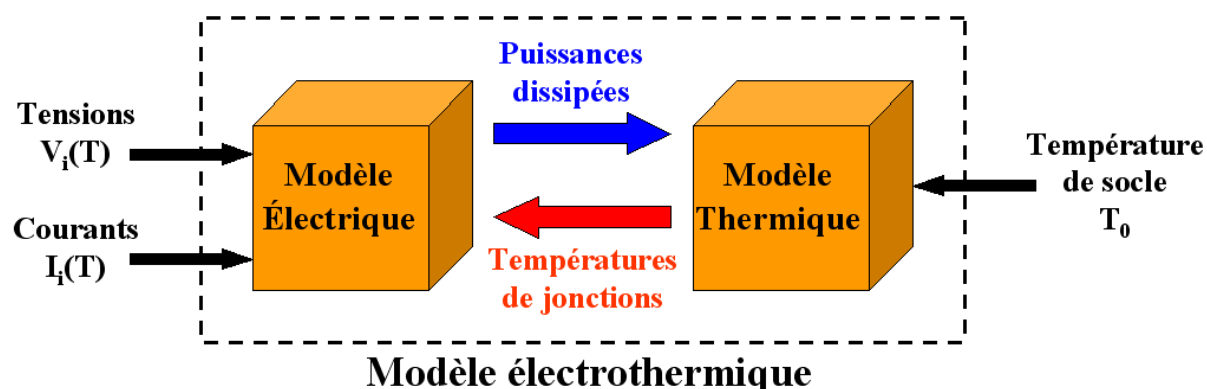 Puissances
dissipées
Tensions
Vᵢ(T)
Modèle
Électrique
Modèle
Thermique
Température
de socle
T₀
Courants
Iᵢ(T)
Températures
de jonctions
Modèle électrothermique